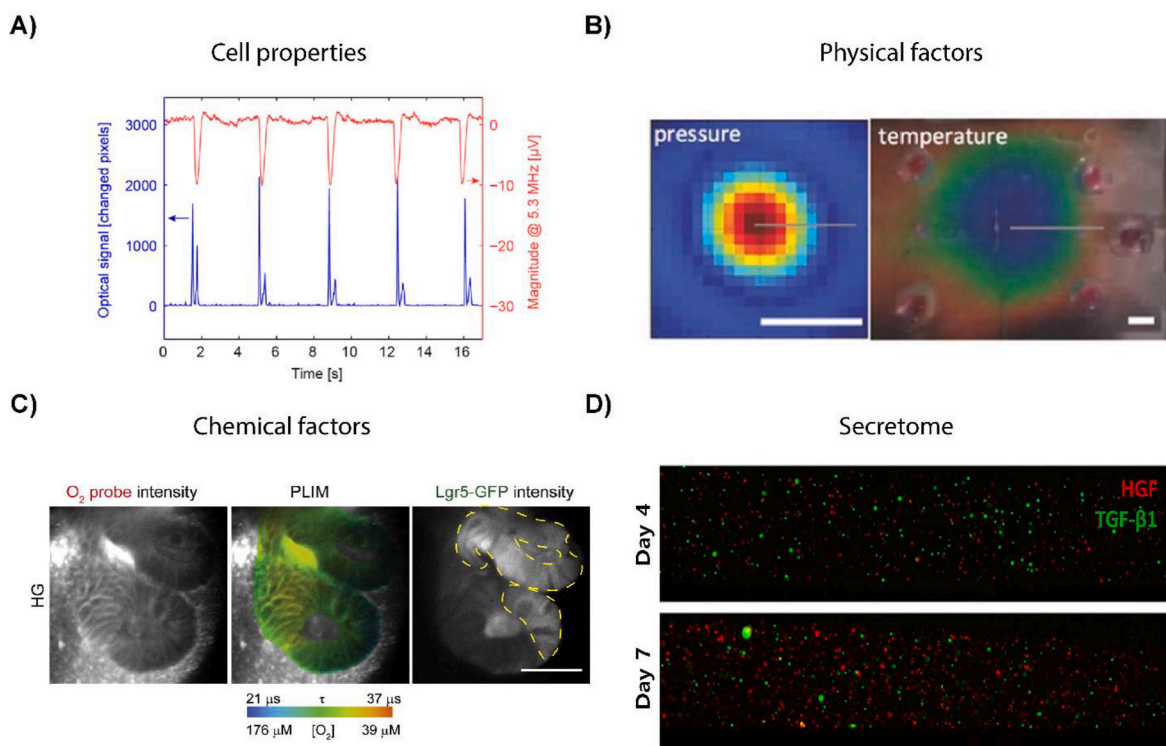 A)
Cell properties
Optical signal [changed pixels]
3000
2000
1000
0
0
−10
−20
−30
Magnitude @ 5.3 MHz [μV]
0 2 4 6 8 10 12 14 16
Time [s]
B)
Physical factors
pressure
temperature
C)
Chemical factors
O₂ probe intensity
PLIM
Lgr5-GFP intensity
HG
21 μs τ 37 μs
176 μM [O₂] 39 μM
D)
Secretome
Day 4
HGF
TGF-β1
Day 7